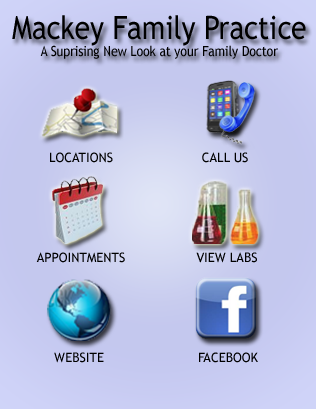 Mackey Family Practice
A Suprising New Look at your Family Doctor
LOCATIONS CALL US
APPOINTMENTS VIEW LABS
f
WEBSITE FACEBOOK